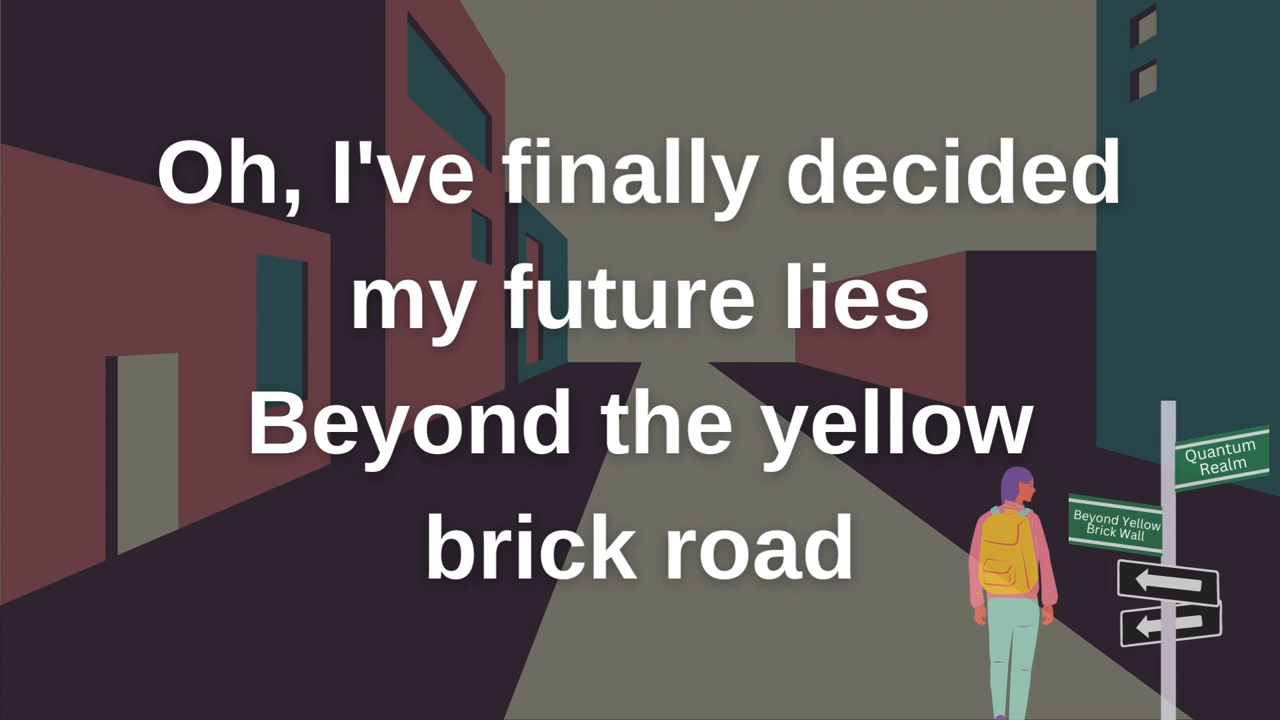 Oh, I've finally decided
my future lies
Beyond the yellow
brick road
Quantum
Realm
Beyond Yellow
Brick Wall